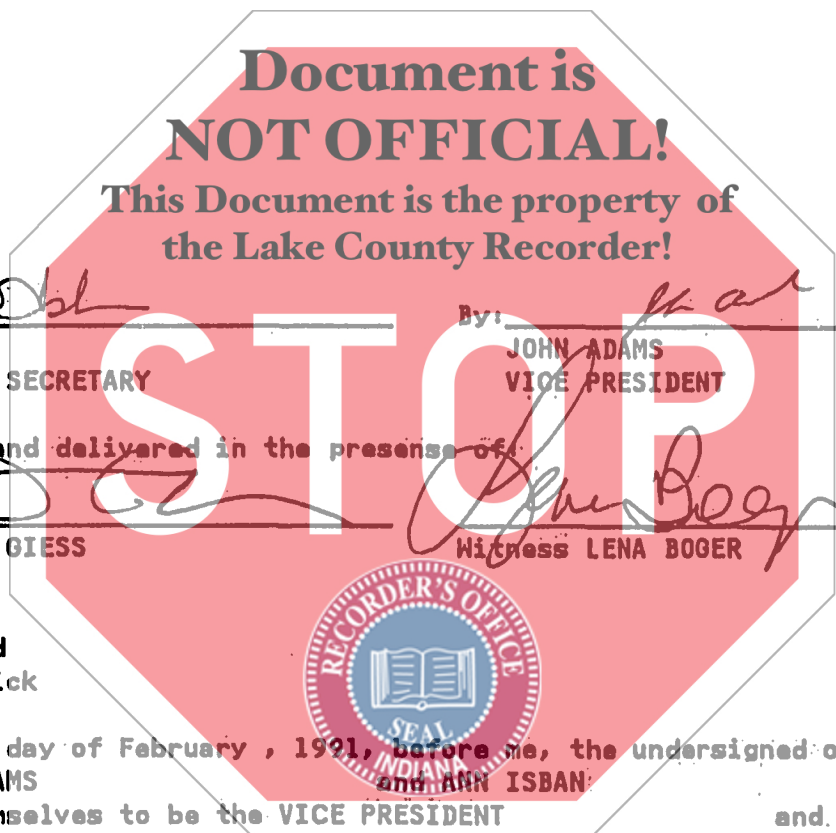 Document is
NOT OFFICIAL!
This Document is the property of
the Lake County Recorder!
By:
JOHN ADAMS
SECRETARY VICE PRESIDENT
STOP
nd delivered in the presense of:
GIESS Witness LENA BOGER
RECORDER'S OFFICE
SEAL
INDIANA
ick
day of February , 1991, before me, the undersigned o
AMS and ANN ISBAN
mselves to be the VICE PRESIDENT and